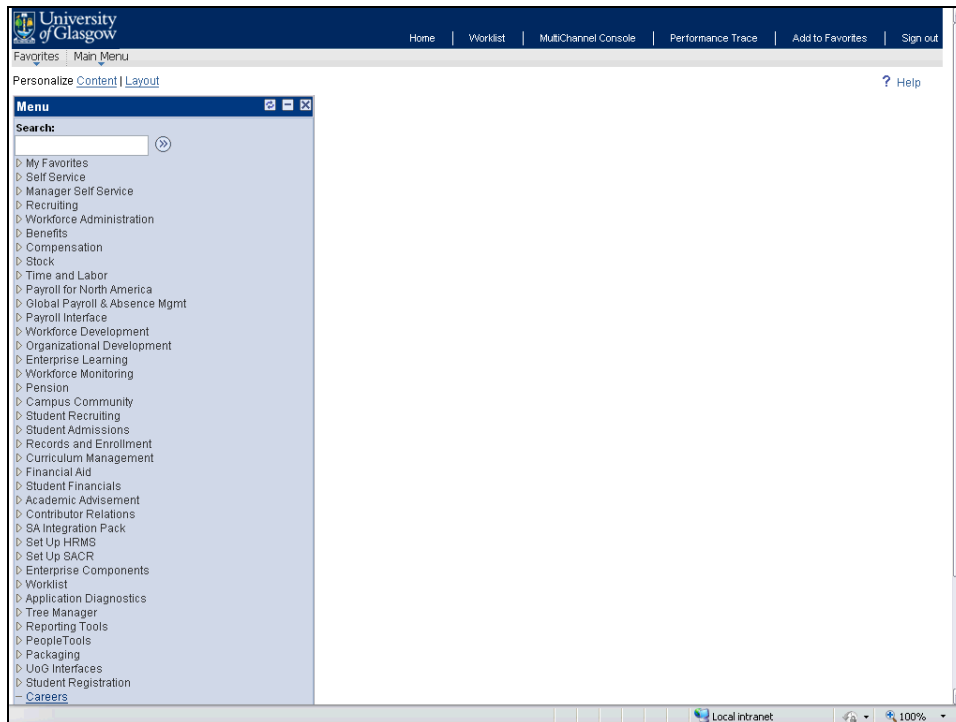 University
of Glasgow
Home | Worklist | MultiChannel Console | Performance Trace | Add to Favorites | Sign out
Favorites Main Menu
Personalize Content | Layout
? Help
Menu
Search:
My Favorites
Self Service
Manager Self Service
Recruiting
Workforce Administration
Benefits
Compensation
Stock
Time and Labor
Payroll for North America
Global Payroll & Absence Mgmt
Payroll Interface
Workforce Development
Organizational Development
Enterprise Learning
Workforce Monitoring
Pension
Campus Community
Student Recruiting
Student Admissions
Records and Enrollment
Curriculum Management
Financial Aid
Student Financials
Academic Advisement
Contributor Relations
SA Integration Pack
Set Up HRMS
Set Up SACR
Enterprise Components
Worklist
Application Diagnostics
Tree Manager
Reporting Tools
PeopleTools
Packaging
UoG Interfaces
Student Registration
Careers
Local intranet 100%